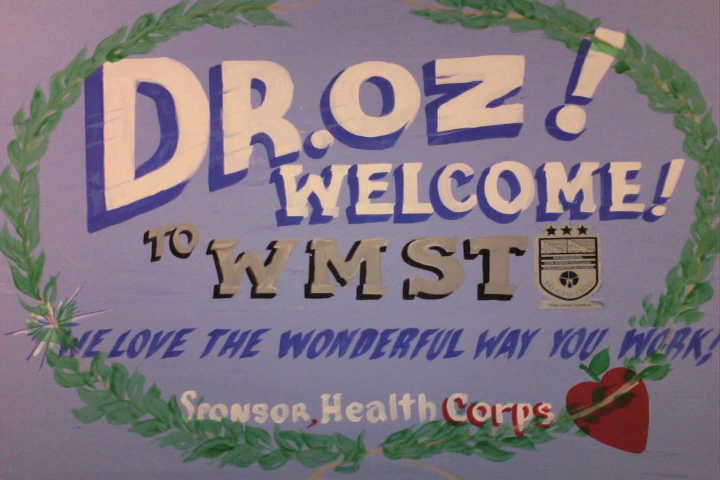 DR. OZ!
WELCOME!
TO WMST
WE LOVE THE WONDERFUL WAY YOU WORK!
SPONSOR, Health Corps